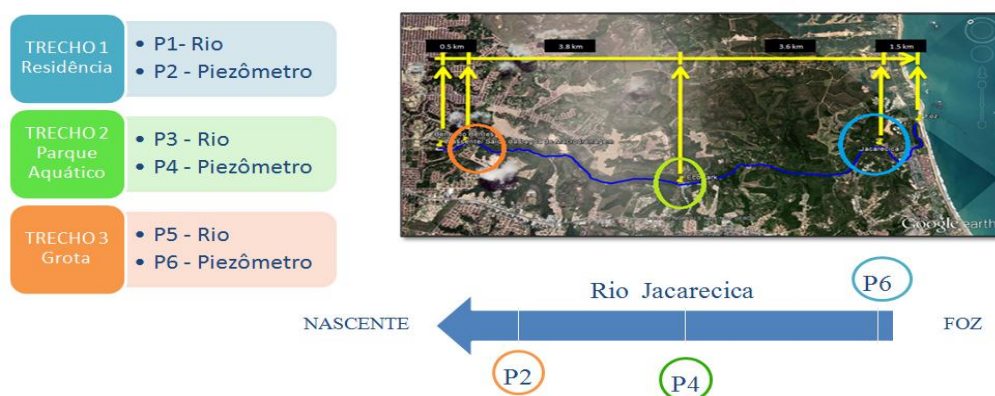 TRECHO 1
Residência
• P1- Rio
• P2 - Piezômetro
TRECHO 2
Parque
Aquático
• P3 - Rio
• P4 - Piezômetro
TRECHO 3
Grota
• P5 - Rio
• P6 - Piezômetro
0.5 km
3.8 km
3.6 km
1.5 km
Jacarecica
Google earth
Rio Jacarecica
P6
NASCENTE
FOZ
P2
P4